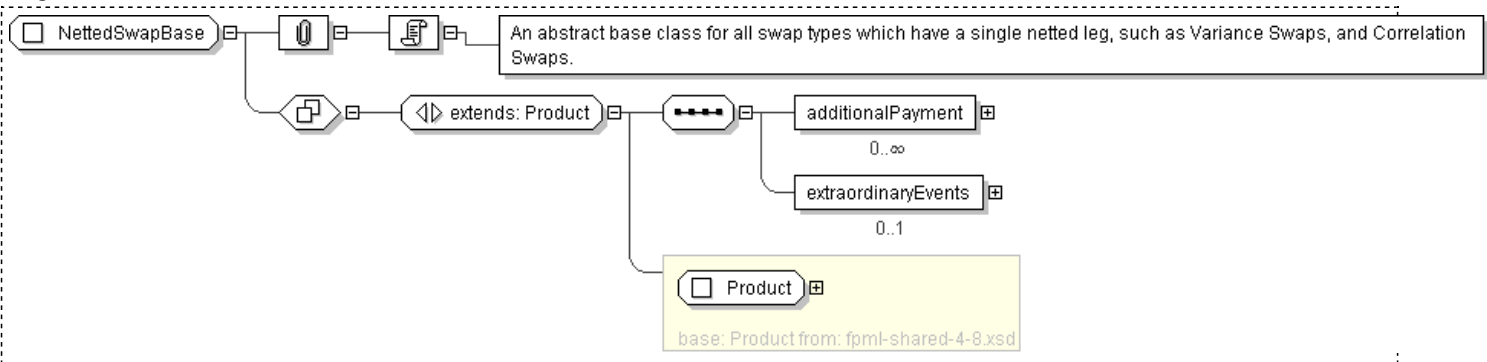 NettedSwapBase
An abstract base class for all swap types which have a single netted leg, such as Variance Swaps, and Correlation
Swaps.
extends: Product
additionalPayment
0..∞
extraordinaryEvents
0..1
Product
base: Product from: fpml-shared-4-8.xsd